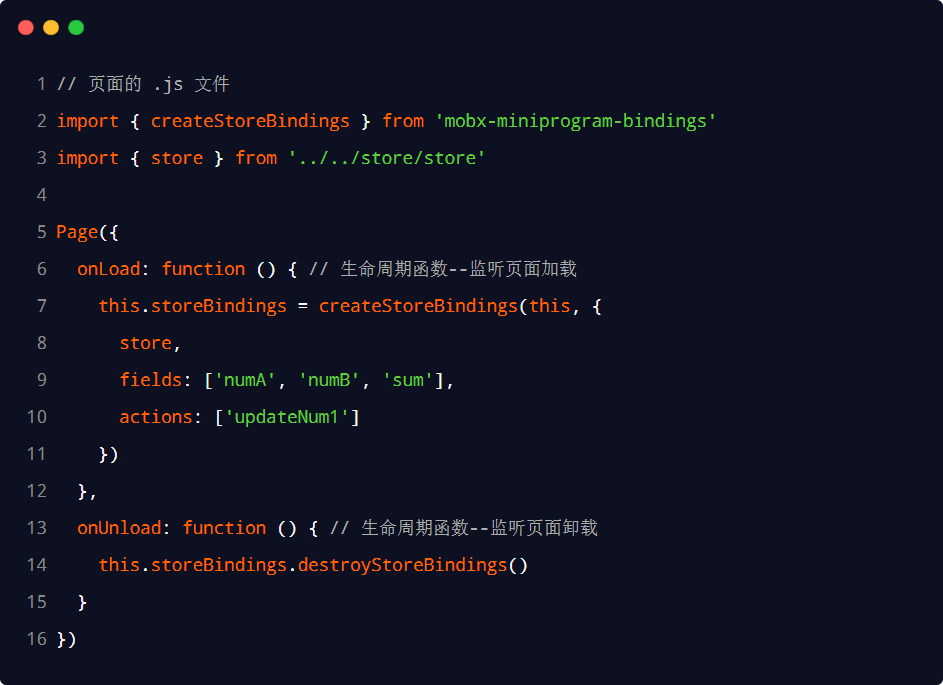 1 // 页面的 .js 文件
2 import { createStoreBindings } from 'mobx-miniprogram-bindings'
3 import { store } from '../../store/store'
4
5 Page({
6   onLoad: function () { // 生命周期函数--监听页面加载
7     this.storeBindings = createStoreBindings(this, {
8       store,
9       fields: ['numA', 'numB', 'sum'],
10       actions: ['updateNum1']
11     })
12   },
13   onUnload: function () { // 生命周期函数--监听页面卸载
14     this.storeBindings.destroyStoreBindings()
15   }
16 })